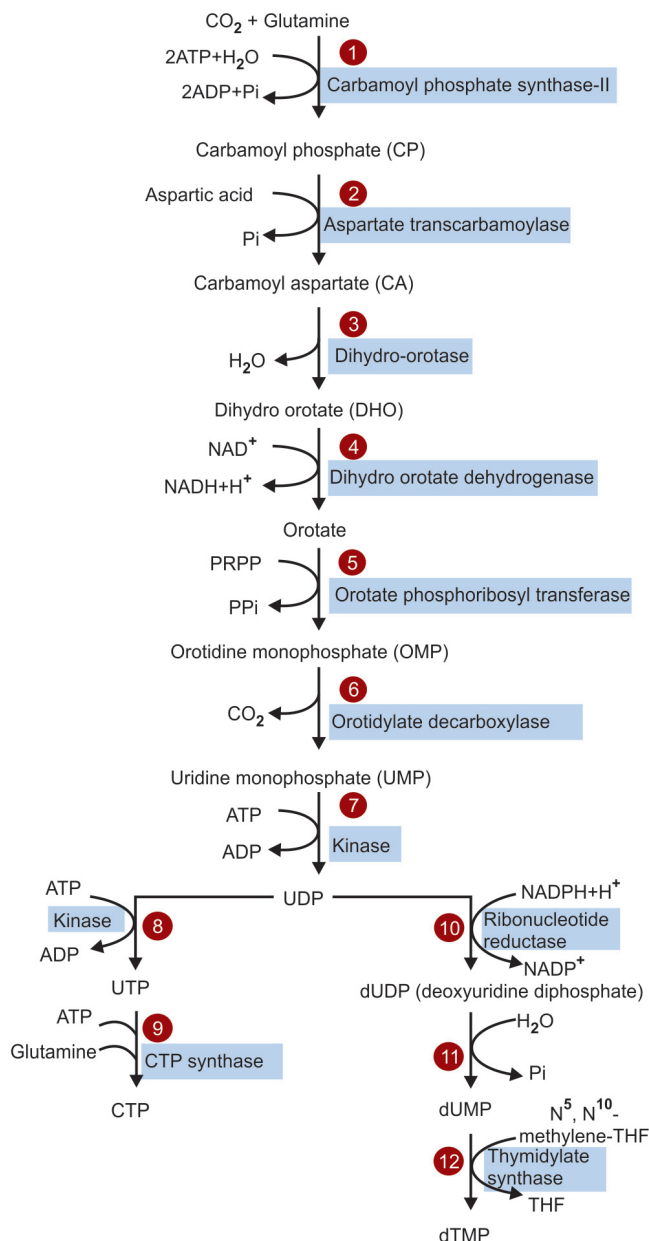 CO2 + Glutamine
1
2ATP+H2O
Carbamoyl phosphate synthase-II
2ADP+Pi
Carbamoyl phosphate (CP)
Aspartic acid
2
Aspartate transcarbamoylase
Pi
Carbamoyl aspartate (CA)
3
H2O
Dihydro-orotase
Dihydro orotate (DHO)
NAD+
4
NADH+H+
Dihydro orotate dehydrogenase
Orotate
PRPP
5
PPi
Orotate phosphoribosyl transferase
Orotidine monophosphate (OMP)
6
CO2
Orotidylate decarboxylase
Uridine monophosphate (UMP)
ATP
7
ADP
Kinase
UDP
ATP
Kinase
8
ADP
UTP
ATP
9
Glutamine
CTP synthase
CTP
NADPH+H+
10
Ribonucleotide
reductase
NADP+
dUDP (deoxyuridine diphosphate)
H2O
11
Pi
dUMP
N5, N10-
methylene-THF
12
Thymidylate
synthase
THF
dTMP